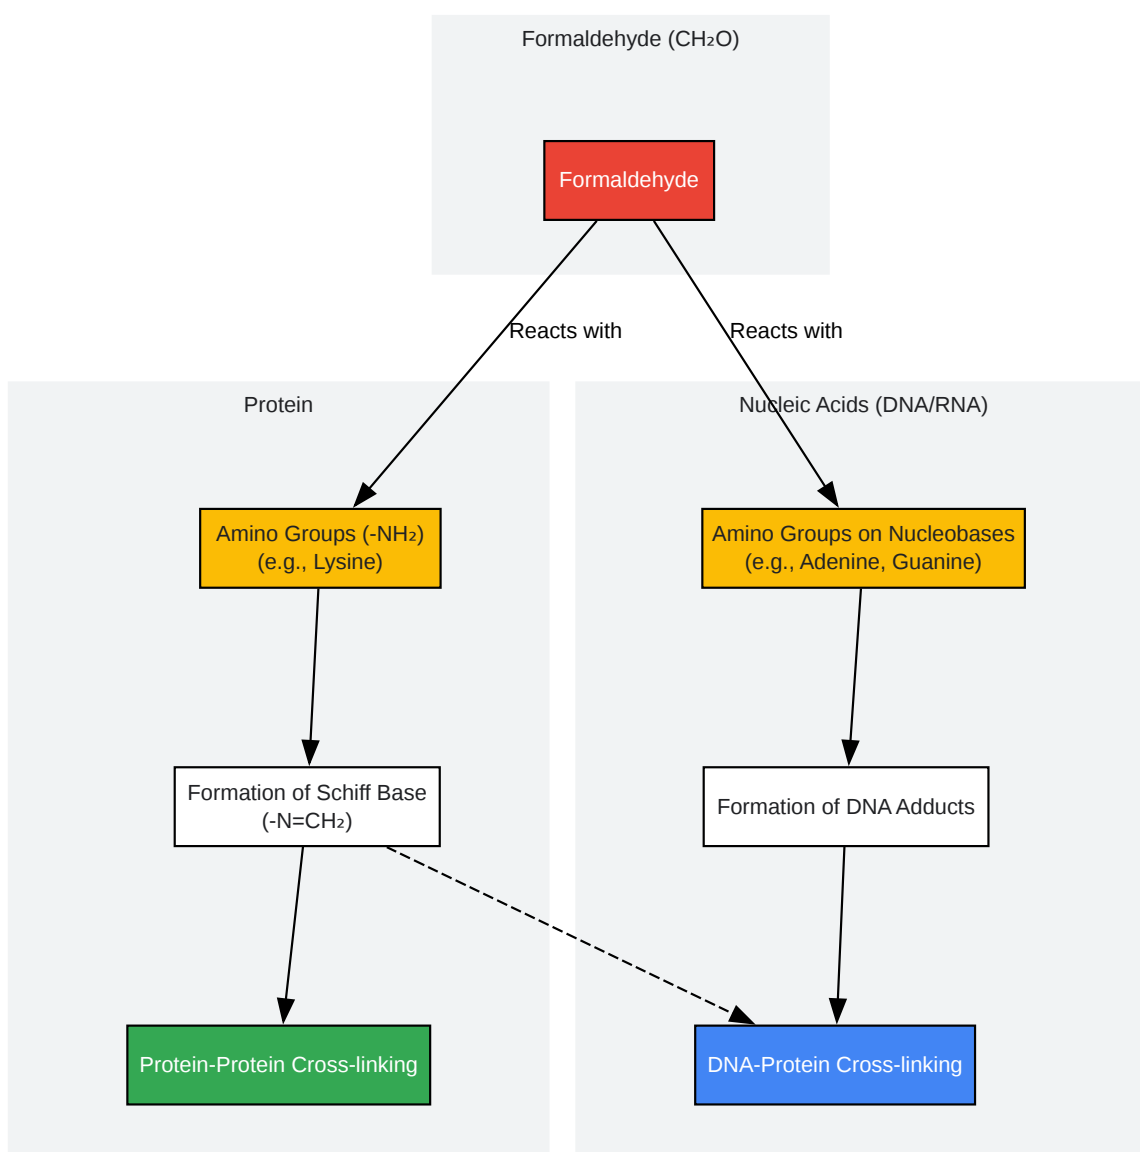 Formaldehyde (CH₂O)
Formaldehyde
Reacts with
Reacts with
Protein
Nucleic Acids (DNA/RNA)
Amino Groups (-NH₂)
(e.g., Lysine)
Amino Groups on Nucleobases
(e.g., Adenine, Guanine)
Formation of Schiff Base
(-N=CH₂)
Formation of DNA Adducts
Protein-Protein Cross-linking
DNA-Protein Cross-linking